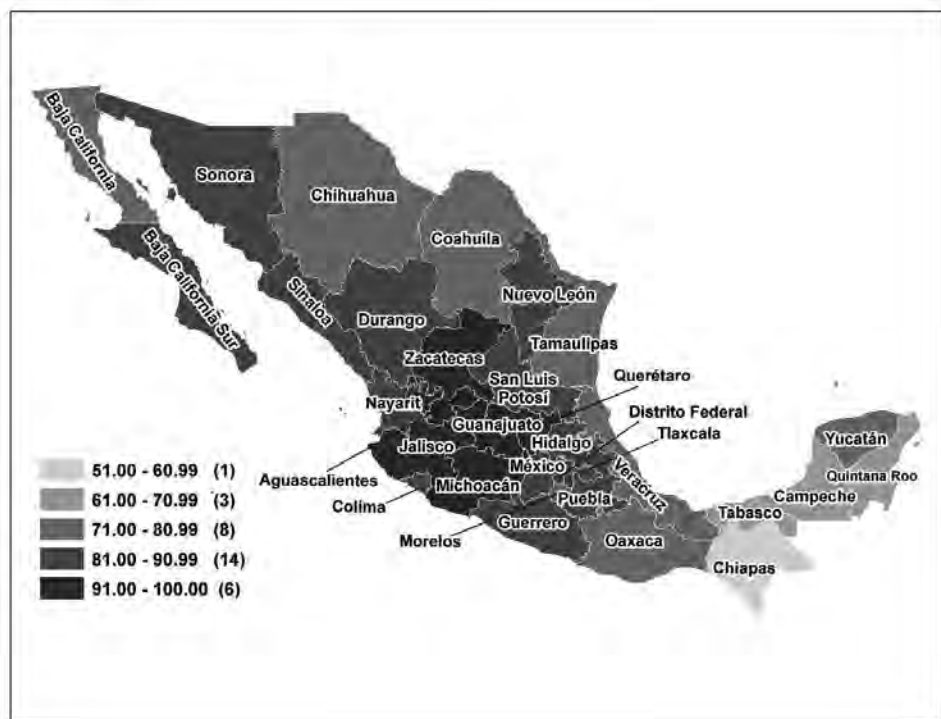 Baja California
Sonora
Chihuahua
Coahuila
Baja California Sur
Sinaloa
Nuevo León
Durango
Tamaulipas
Zacatecas
San Luis
Potosí
Querétaro
Nayarit
Distrito Federal
Guanajuato
Hidalgo
Tlaxcala
Jalisco
Yucatán
México
Veracruz
Aguascalientes
Michoacán
Quintana Roo
Puebla
Campeche
Colima
Tabasco
Guerrero
Morelos
Oaxaca
Chiapas
51.00 - 60.99 (1)
61.00 - 70.99 (3)
71.00 - 80.99 (8)
81.00 - 90.99 (14)
91.00 - 100.00 (6)